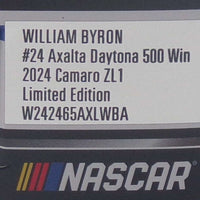 WILLIAM BYRON
#24 Axalta Daytona 500 Win
2024 Camaro ZL1
Limited Edition
W242465AXLWBA
NASCAR